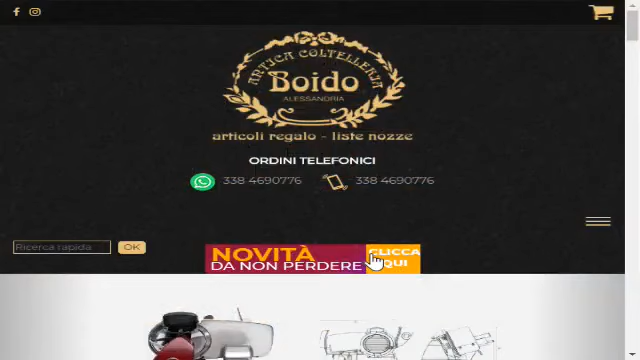 ANTICA COLTELLERIA
Boido
ALESSANDRIA
articoli regalo - liste nozze
ORDINI TELEFONICI
338 4690776 338 4690776
Ricerca rapida OK
NOVITÀ
DA NON PERDERE
CLICCA
QUI